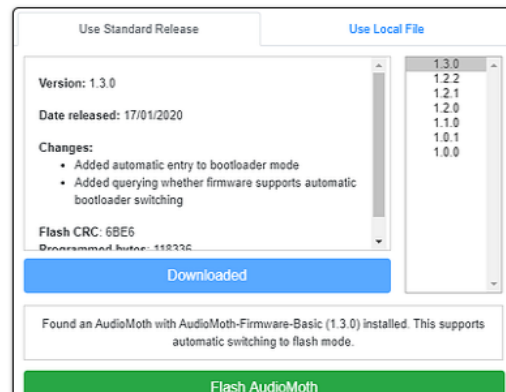 Use Standard Release
Use Local File
Version: 1.3.0
Date released: 17/01/2020
Changes:
Added automatic entry to bootloader mode
Added querying whether firmware supports automatic
bootloader switching
Flash CRC: 6BE6
Programmed bytes: 118336
1.3.0
1.2.2
1.2.1
1.2.0
1.1.0
1.0.1
1.0.0
Downloaded
Found an AudioMoth with AudioMoth-Firmware-Basic (1.3.0) installed. This supports
automatic switching to flash mode.
Flash AudioMoth